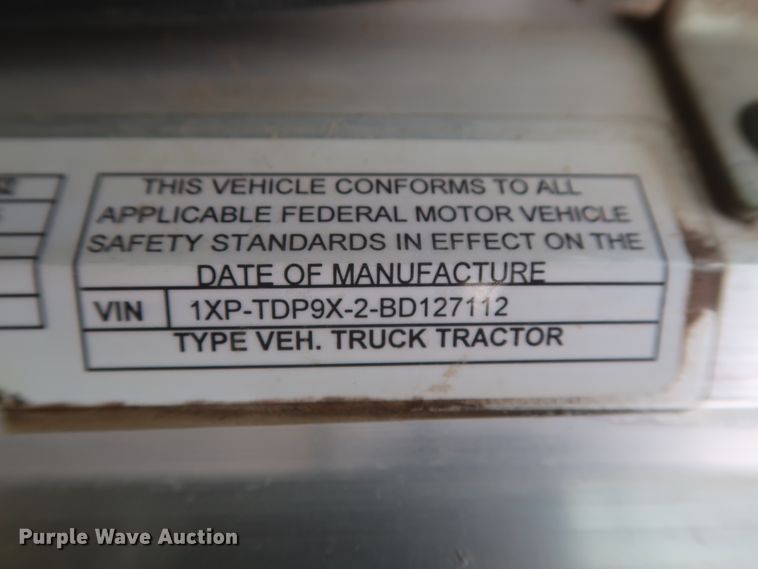 THIS VEHICLE CONFORMS TO ALL
APPLICABLE FEDERAL MOTOR VEHICLE
SAFETY STANDARDS IN EFFECT ON THE
DATE OF MANUFACTURE
VIN 1XP-TDP9X-2-BD127112
TYPE VEH. TRUCK TRACTOR
Purple Wave Auction